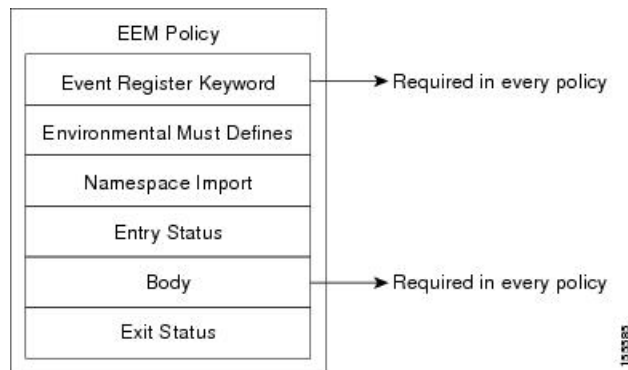 EEM Policy
Event Register Keyword
Required in every policy
Environmental Must Defines
Namespace Import
Entry Status
Body
Required in every policy
Exit Status
155585